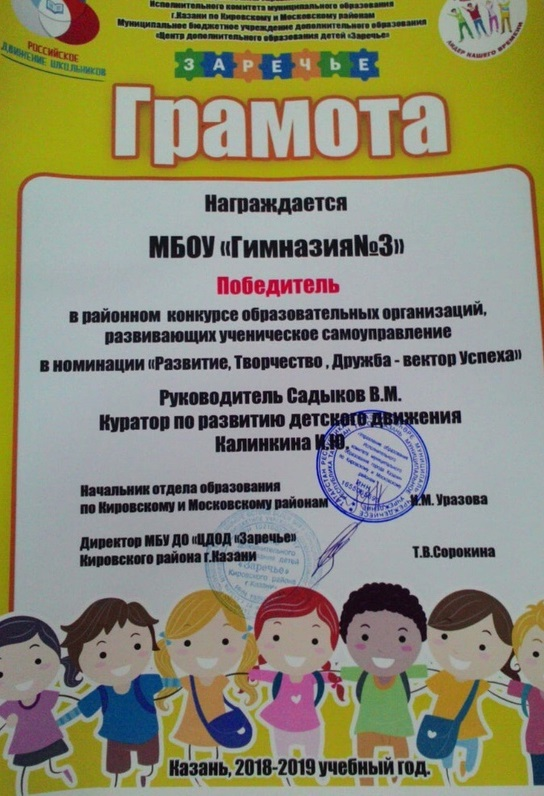 Исполнительного комитета муниципального образования
г.Казани по Кировскому и Московскому районам
Муниципальное бюджетное учреждение дополнительного образования
«Центр дополнительного образования детей «Заречье»
РОССИЙСКОЕ
ДВИЖЕНИЕ ШКОЛЬНИКОВ
ЛИДЕР НАШЕГО ВРЕМЕНИ
ЗАРЕЧЬЕ
Грамота
Награждается
МБОУ «Гимназия№3»
Победитель
в районном конкурсе образовательных организаций,
развивающих ученическое самоуправление
в номинации «Развитие, Творчество , Дружба - вектор Успеха»
Руководитель Садыков В.М.
Куратор по развитию детского движения
Калинкина И.Ю.
Начальник отдела образования
по Кировскому и Московскому районам И.М. Уразова
Директор МБУ ДО «ЦДОД «Заречье»
Кировского района г.Казани Т.В.Сорокина
детей
«Заречье»
Кировского района
г.Казани
Казань, 2018-2019 учебный год.